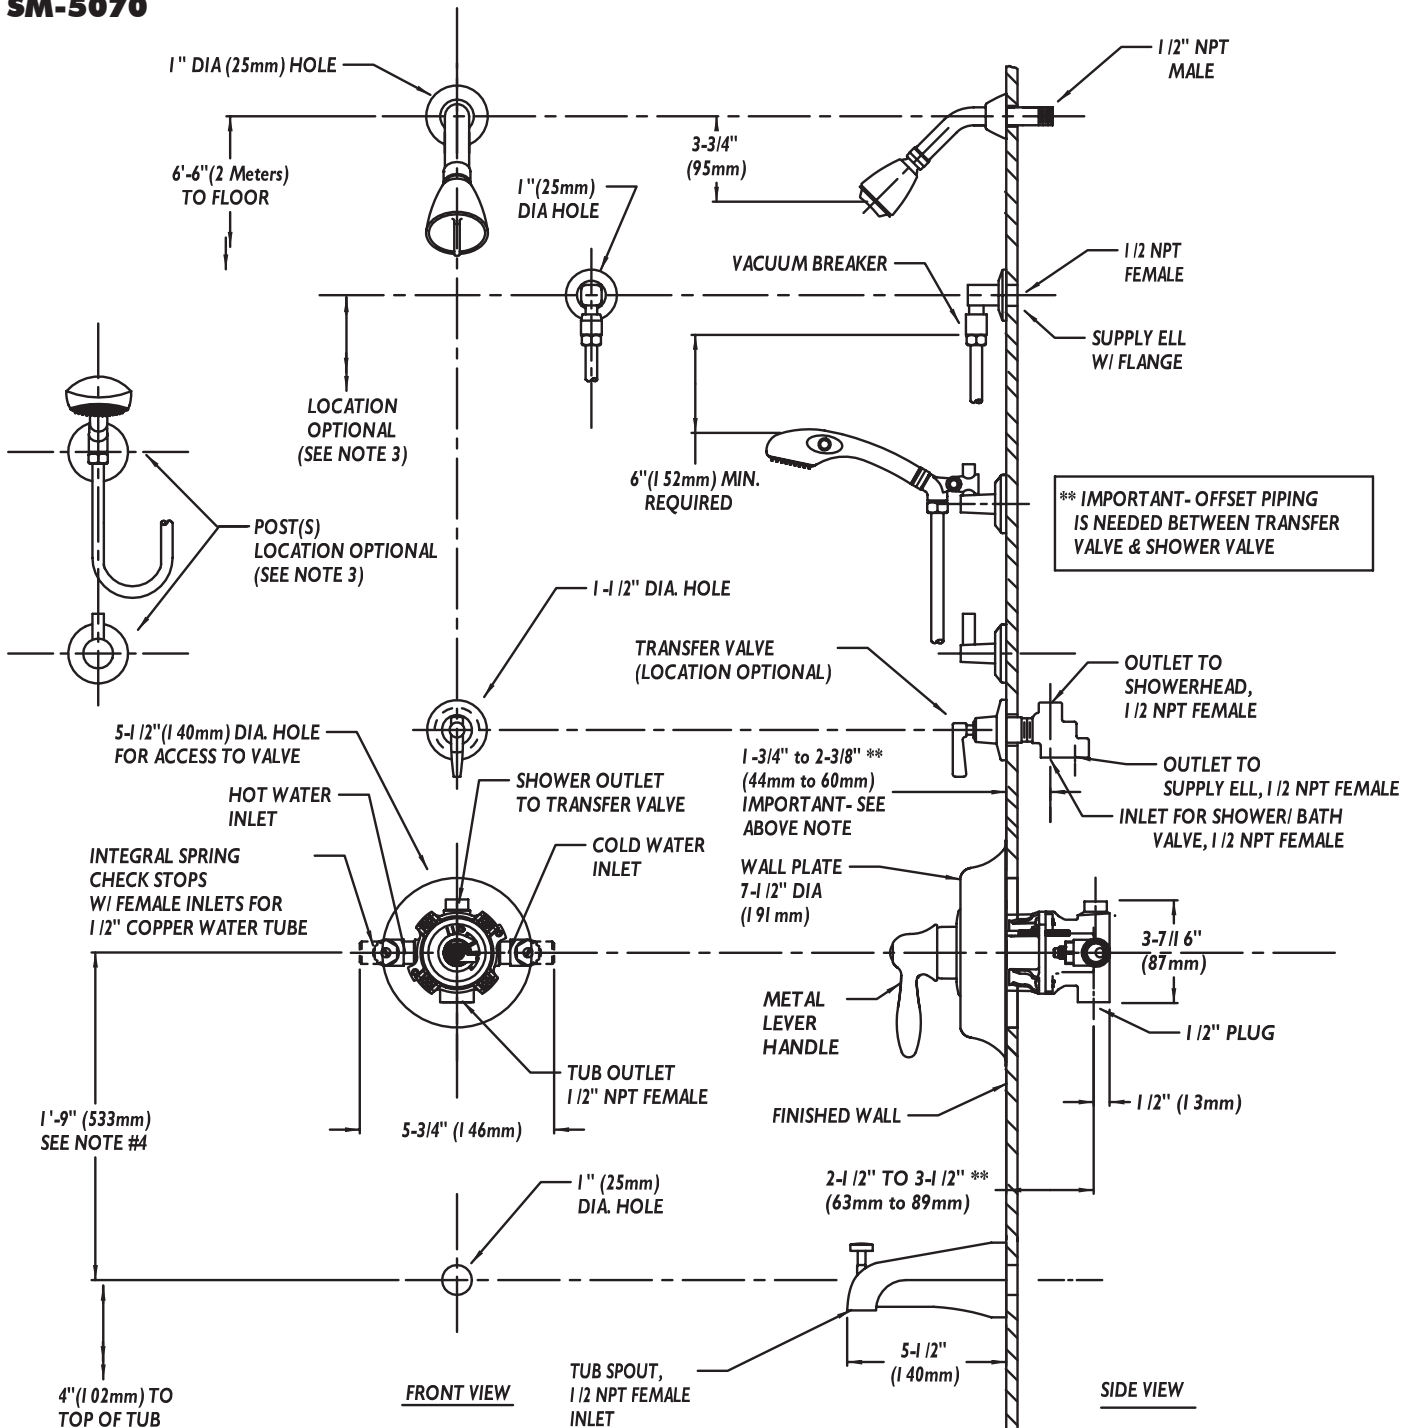 SM-5070
1" DIA (25mm) HOLE
1/2" NPT
MALE
6'-6"(2 Meters)
TO FLOOR
3-3/4"
(95mm)
1"(25mm)
DIA HOLE
VACUUM BREAKER
1/2 NPT
FEMALE
SUPPLY ELL
W/ FLANGE
LOCATION
OPTIONAL
(SEE NOTE 3)
6"(152mm) MIN.
REQUIRED
** IMPORTANT- OFFSET PIPING
IS NEEDED BETWEEN TRANSFER
VALVE & SHOWER VALVE
POST(S)
LOCATION OPTIONAL
(SEE NOTE 3)
1-1/2" DIA. HOLE
TRANSFER VALVE
(LOCATION OPTIONAL)
OUTLET TO
SHOWERHEAD,
1/2 NPT FEMALE
5-1/2"(140mm) DIA. HOLE
FOR ACCESS TO VALVE
1-3/4" to 2-3/8" **
(44mm to 60mm)
IMPORTANT- SEE
ABOVE NOTE
OUTLET TO
SUPPLY ELL, 1/2 NPT FEMALE
SHOWER OUTLET
TO TRANSFER VALVE
HOT WATER
INLET
INLET FOR SHOWER/ BATH
VALVE, 1/2 NPT FEMALE
COLD WATER
INLET
INTEGRAL SPRING
CHECK STOPS
W/ FEMALE INLETS FOR
1/2" COPPER WATER TUBE
WALL PLATE
7-1/2" DIA
(191mm)
UP
3-7/16"
(87mm)
METAL
LEVER
HANDLE
1/2" PLUG
TUB OUTLET
1/2" NPT FEMALE
1'-9" (533mm)
SEE NOTE #4
5-3/4" (146mm)
FINISHED WALL
1/2" (13mm)
1" (25mm)
DIA. HOLE
2-1/2" TO 3-1/2" **
(63mm to 89mm)
5-1/2"
(140mm)
TUB SPOUT,
1/2 NPT FEMALE
INLET
4"(102mm) TO
TOP OF TUB
FRONT VIEW
SIDE VIEW